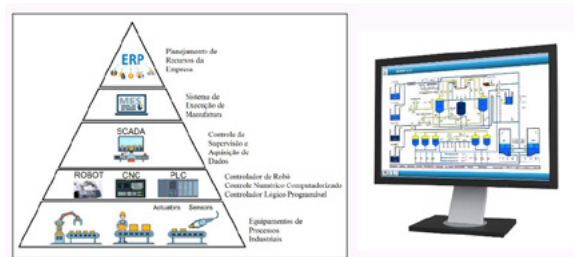 ERP
Planejamento de
Recursos da
Empresa
MES
Sistema de
Execução de
Manufatura
SCADA
Controle de
Supervisão e
Aquisição de
Dados
ROBOT CNC PLC
Controlador de Robô
Controle Numérico Computadorizado
Controlador Lógico Programável
Actuators Sensors
Equipamentos de
Processos
Industriais